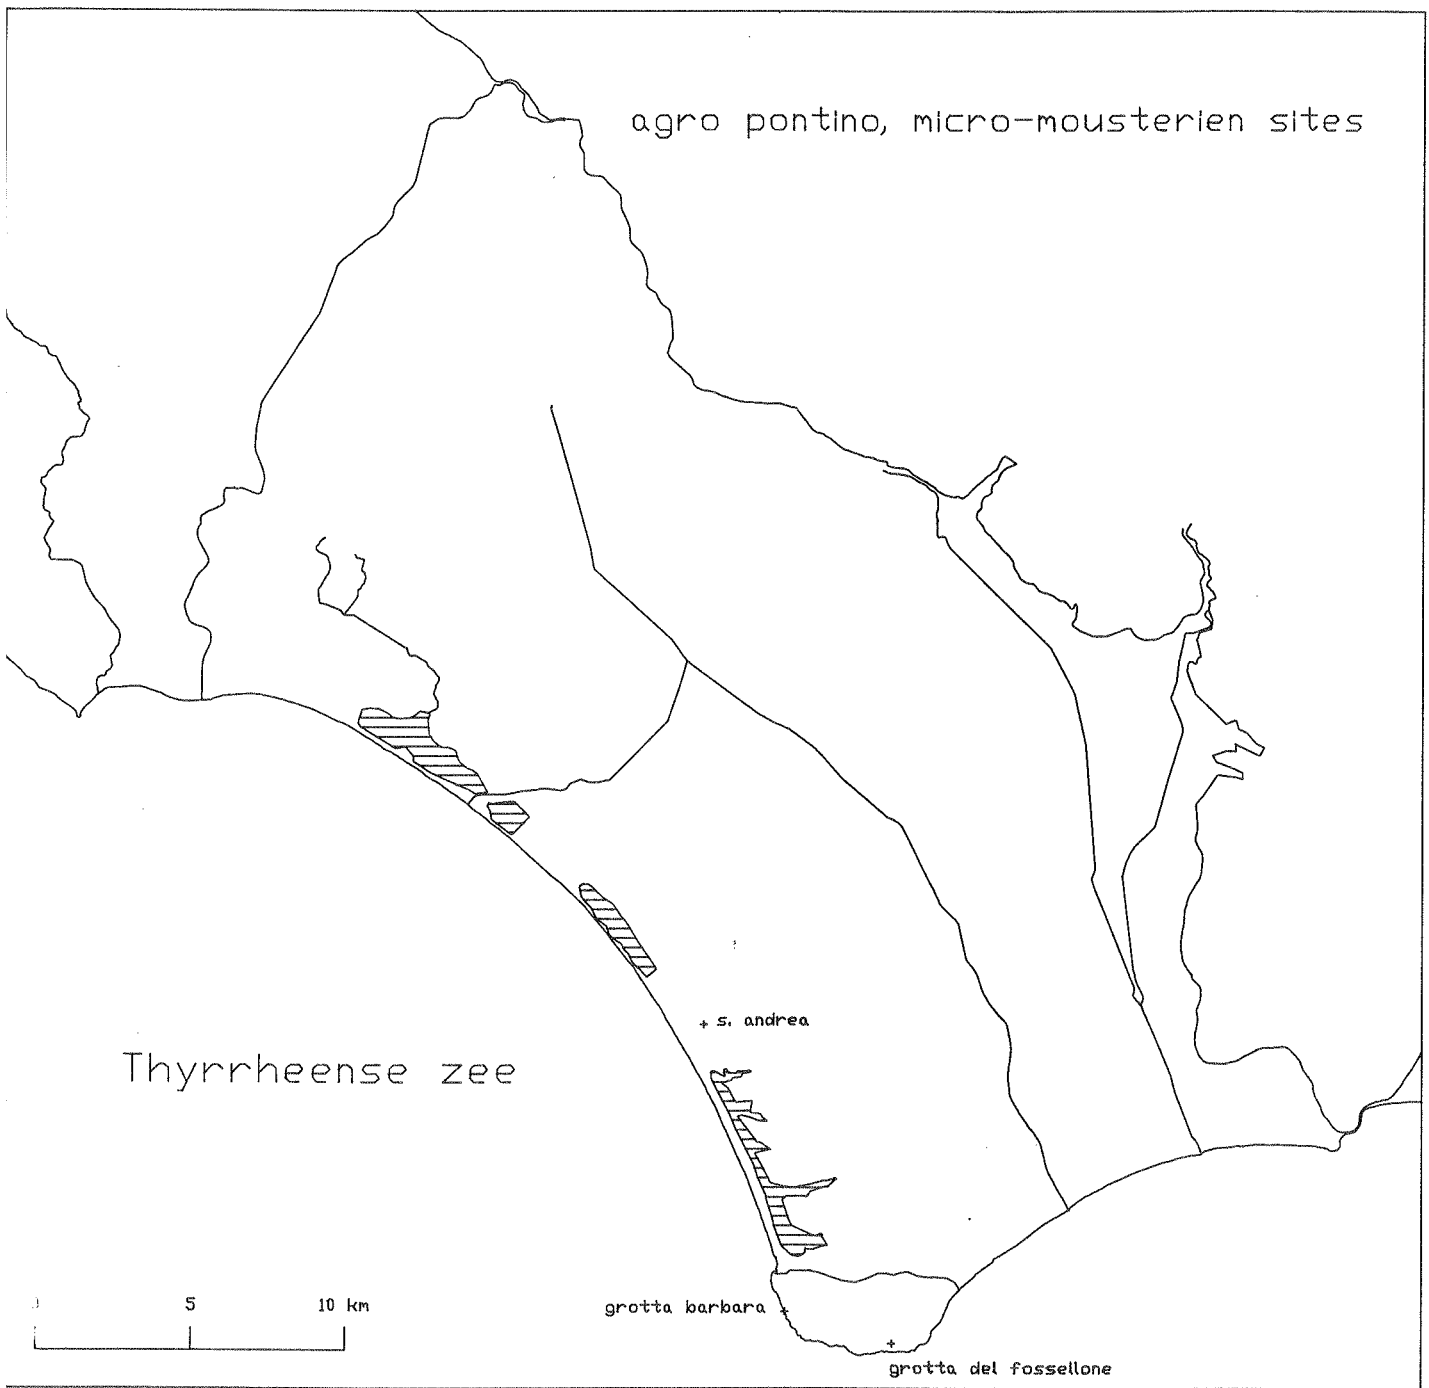 agro pontino, micro-mousterien sites
s. andrea
Thyrrheense zee
5 10 km
grotta barbara
grotta del fossellone